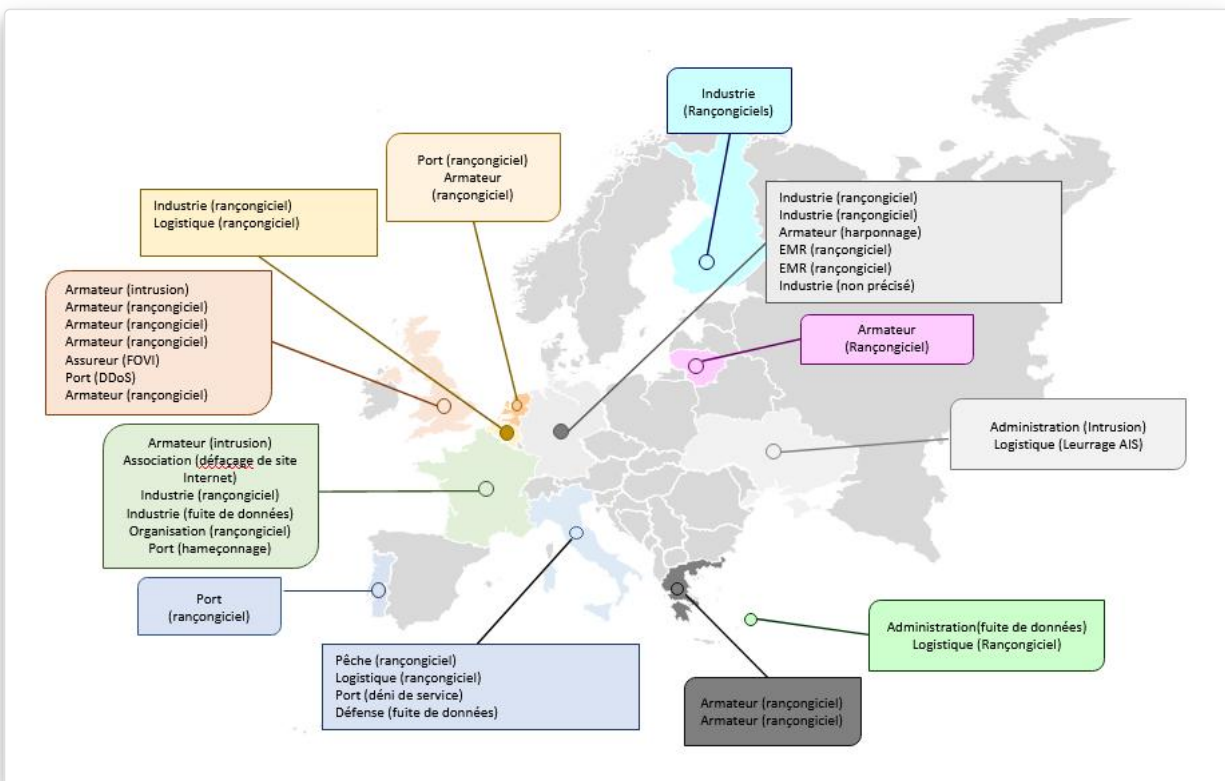 Industrie
(Rançongiciels)
Port (rançongiciel)
Armateur
(rançongiciel)
Industrie (rançongiciel)
Logistique (rançongiciel)
Industrie (rançongiciel)
Industrie (rançongiciel)
Armateur (harponnage)
EMR (rançongiciel)
EMR (rançongiciel)
Industrie (non précisé)
Armateur (intrusion)
Armateur (rançongiciel)
Armateur (rançongiciel)
Armateur (rançongiciel)
Assureur (FOVI)
Port (DDoS)
Armateur (rançongiciel)
Armateur
(Rançongiciel)
Administration (Intrusion)
Logistique (Leurrage AIS)
Armateur (intrusion)
Association (défaçage de site
Internet)
Industrie (rançongiciel)
Industrie (fuite de données)
Organisation (rançongiciel)
Port (hameçonnage)
Port
(rançongiciel)
Administration(fuite de données)
Logistique (Rançongiciel)
Pêche (rançongiciel)
Logistique (rançongiciel)
Port (déni de service)
Défense (fuite de données)
Armateur (rançongiciel)
Armateur (rançongiciel)